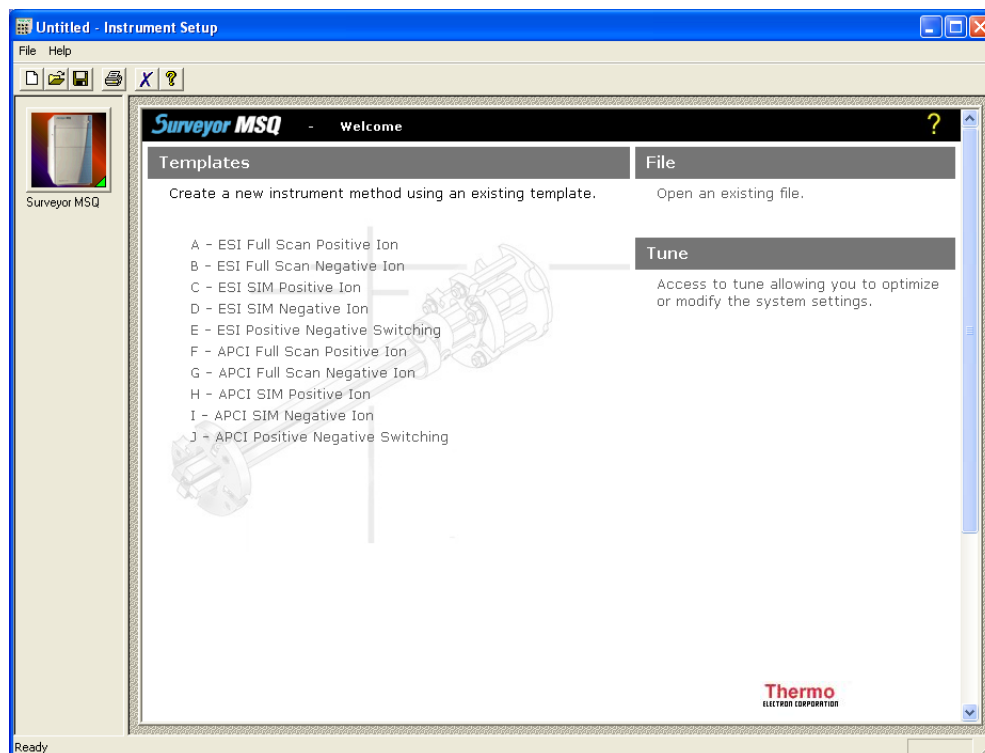 Untitled - Instrument Setup
File Help
Surveyor MSQ
Surveyor MSQ - Welcome ?
Templates
Create a new instrument method using an existing template.
A - ESI Full Scan Positive Ion
B - ESI Full Scan Negative Ion
C - ESI SIM Positive Ion
D - ESI SIM Negative Ion
E - ESI Positive Negative Switching
F - APCI Full Scan Positive Ion
G - APCI Full Scan Negative Ion
H - APCI SIM Positive Ion
I - APCI SIM Negative Ion
J - APCI Positive Negative Switching
File
Open an existing file.
Tune
Access to tune allowing you to optimize
or modify the system settings.
Thermo
ELECTRON CORPORATION
Ready